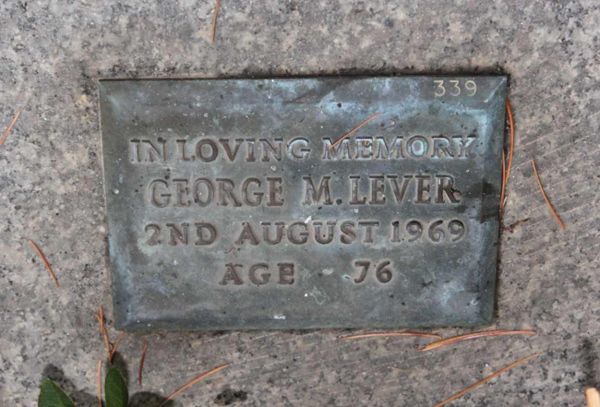 339
IN LOVING MEMORY
GEORGE M. LEVER
2ND AUGUST 1969
AGE 76